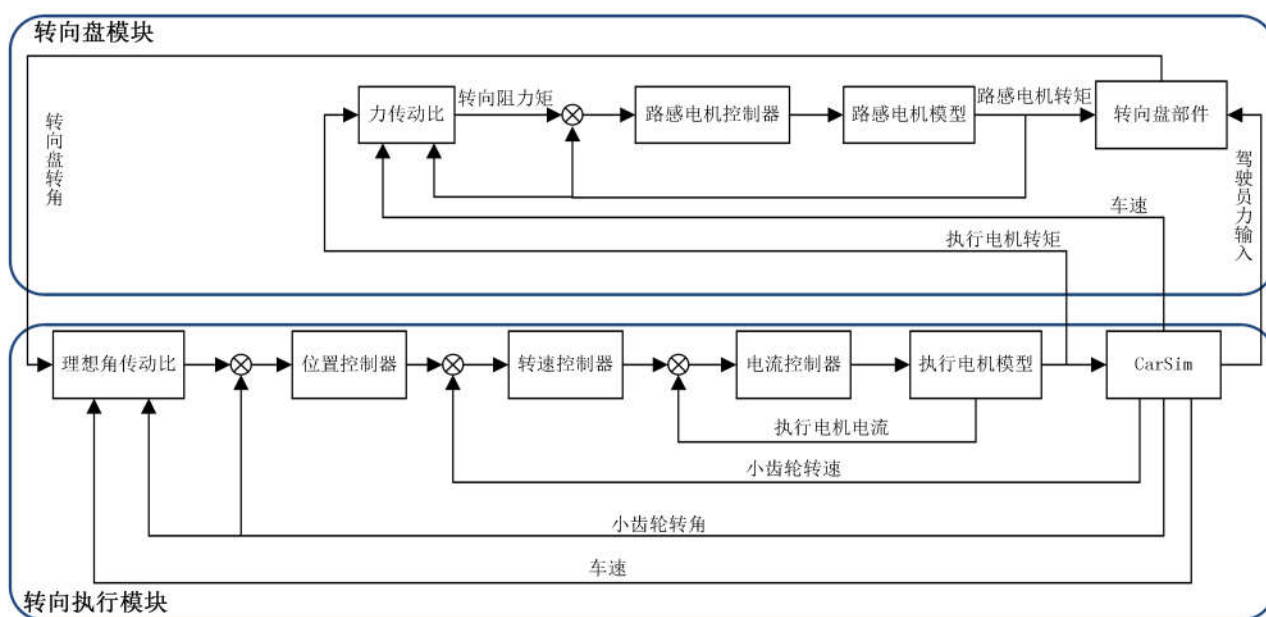 转向盘模块
力传动比
转向阻力矩
路感电机控制器
路感电机模型
路感电机转矩
转向盘部件
转向盘转角
驾驶员力输入
车速
执行电机转矩
理想角传动比
位置控制器
转速控制器
电流控制器
执行电机模型
CarSim
执行电机电流
小齿轮转速
小齿轮转角
车速
转向执行模块